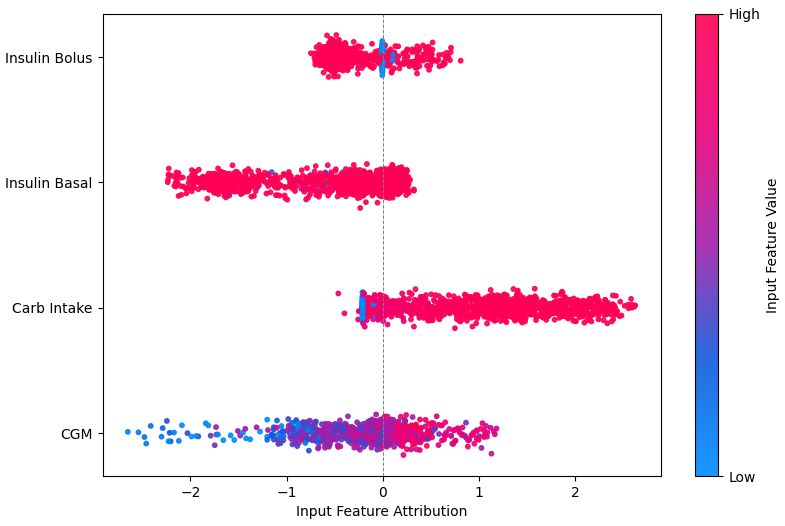 High
Insulin Bolus
Insulin Basal
Carb Intake
CGM
Input Feature Value
Low
−2 −1 0 1 2
Input Feature Attribution